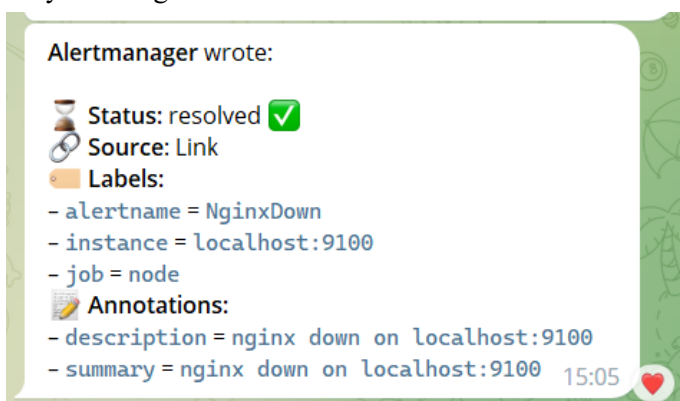 Alertmanager wrote:
⏳ Status: resolved ✅
🔗 Source: Link
🏷️ Labels:
– alertname = NginxDown
– instance = localhost:9100
– job = node
📝 Annotations:
– description = nginx down on localhost:9100
– summary = nginx down on localhost:9100 15:05